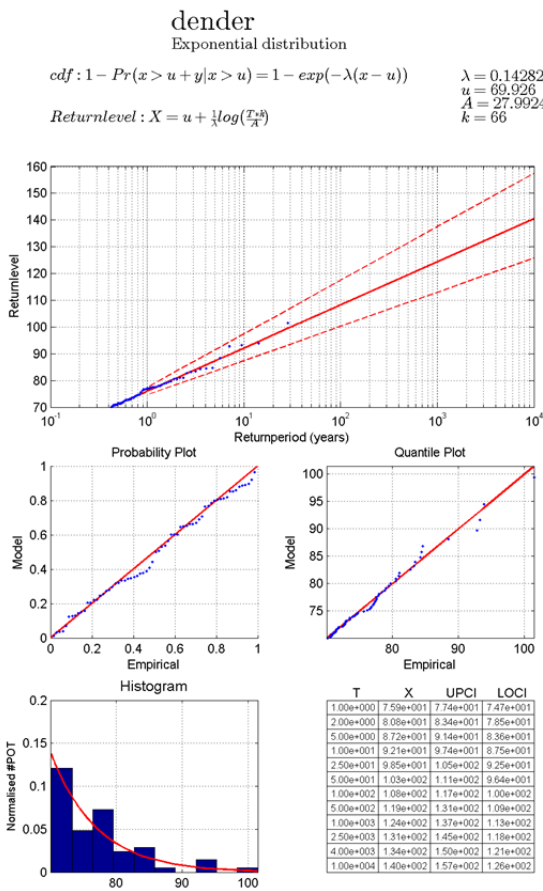 dender
Exponential distribution
cdf : 1 − Pr(x > u + y|x > u) = 1 − exp(−λ(x − u))
λ = 0.14282
u = 69.926
A = 27.9924
k = 66
Returnlevel : X = u + 1/λ log(T*k/A)
160
150
140
130
120
110
100
90
80
70
Returnlevel
10^-1
10^0
10^1
10^2
10^3
10^4
Returnperiod (years)
Probability Plot
1
0.8
0.6
0.4
0.2
0
Model
0 0.2 0.4 0.6 0.8 1
Empirical
Quantile Plot
100
95
90
85
80
75
Model
80 90 100
Empirical
Histogram
0.2
0.15
0.1
0.05
0
Normalised #POT
80 90 100
T X UPCI LOCI
1.00e+000 7.59e+001 7.74e+001 7.47e+001
2.00e+000 8.08e+001 8.34e+001 7.85e+001
5.00e+000 8.72e+001 9.14e+001 8.36e+001
1.00e+001 9.21e+001 9.74e+001 8.75e+001
2.50e+001 9.85e+001 1.05e+002 9.25e+001
5.00e+001 1.03e+002 1.11e+002 9.64e+001
1.00e+002 1.08e+002 1.17e+002 1.00e+002
5.00e+002 1.19e+002 1.31e+002 1.09e+002
1.00e+003 1.24e+002 1.37e+002 1.13e+002
2.50e+003 1.31e+002 1.45e+002 1.18e+002
4.00e+003 1.34e+002 1.50e+002 1.21e+002
1.00e+004 1.40e+002 1.57e+002 1.26e+002